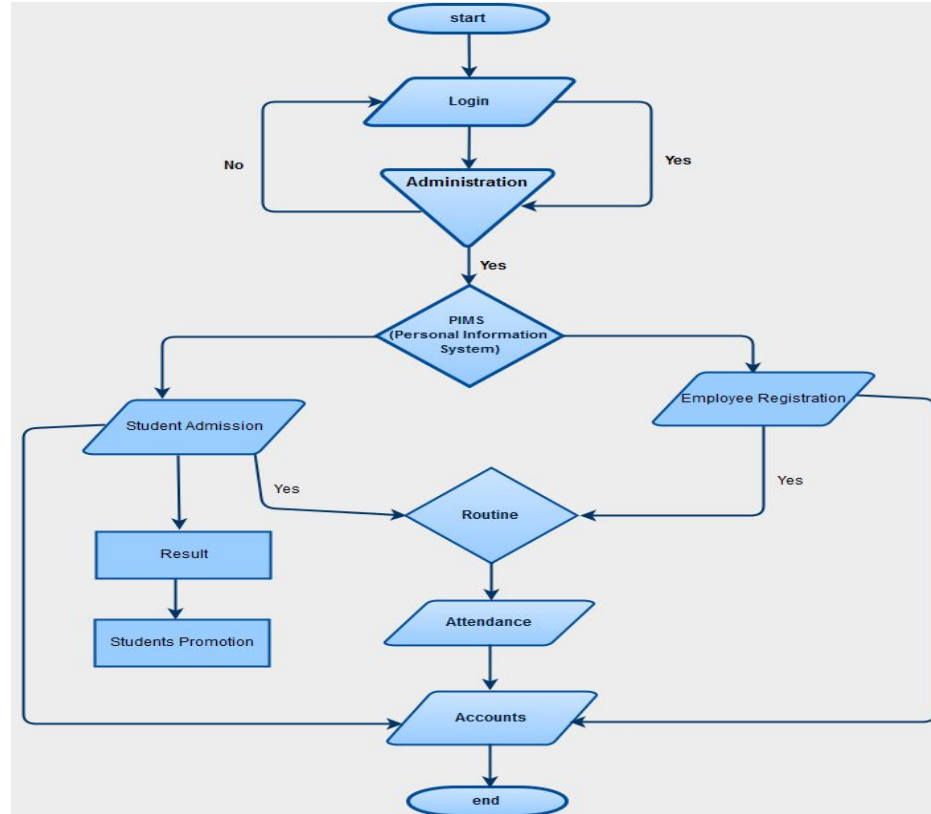 start
Login
No
Yes
Administration
Yes
PIMS
(Personal Information
System)
Student Admission
Employee Registration
Yes
Routine
Yes
Result
Attendance
Students Promotion
Accounts
end